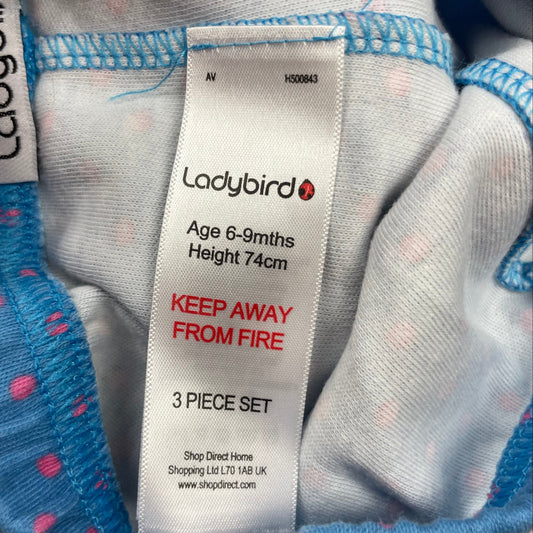 AV H500843
Ladybird
Age 6-9mths
Height 74cm
KEEP AWAY
FROM FIRE
3 PIECE SET
Shop Direct Home
Shopping Ltd L70 1AB UK
www.shopdirect.com